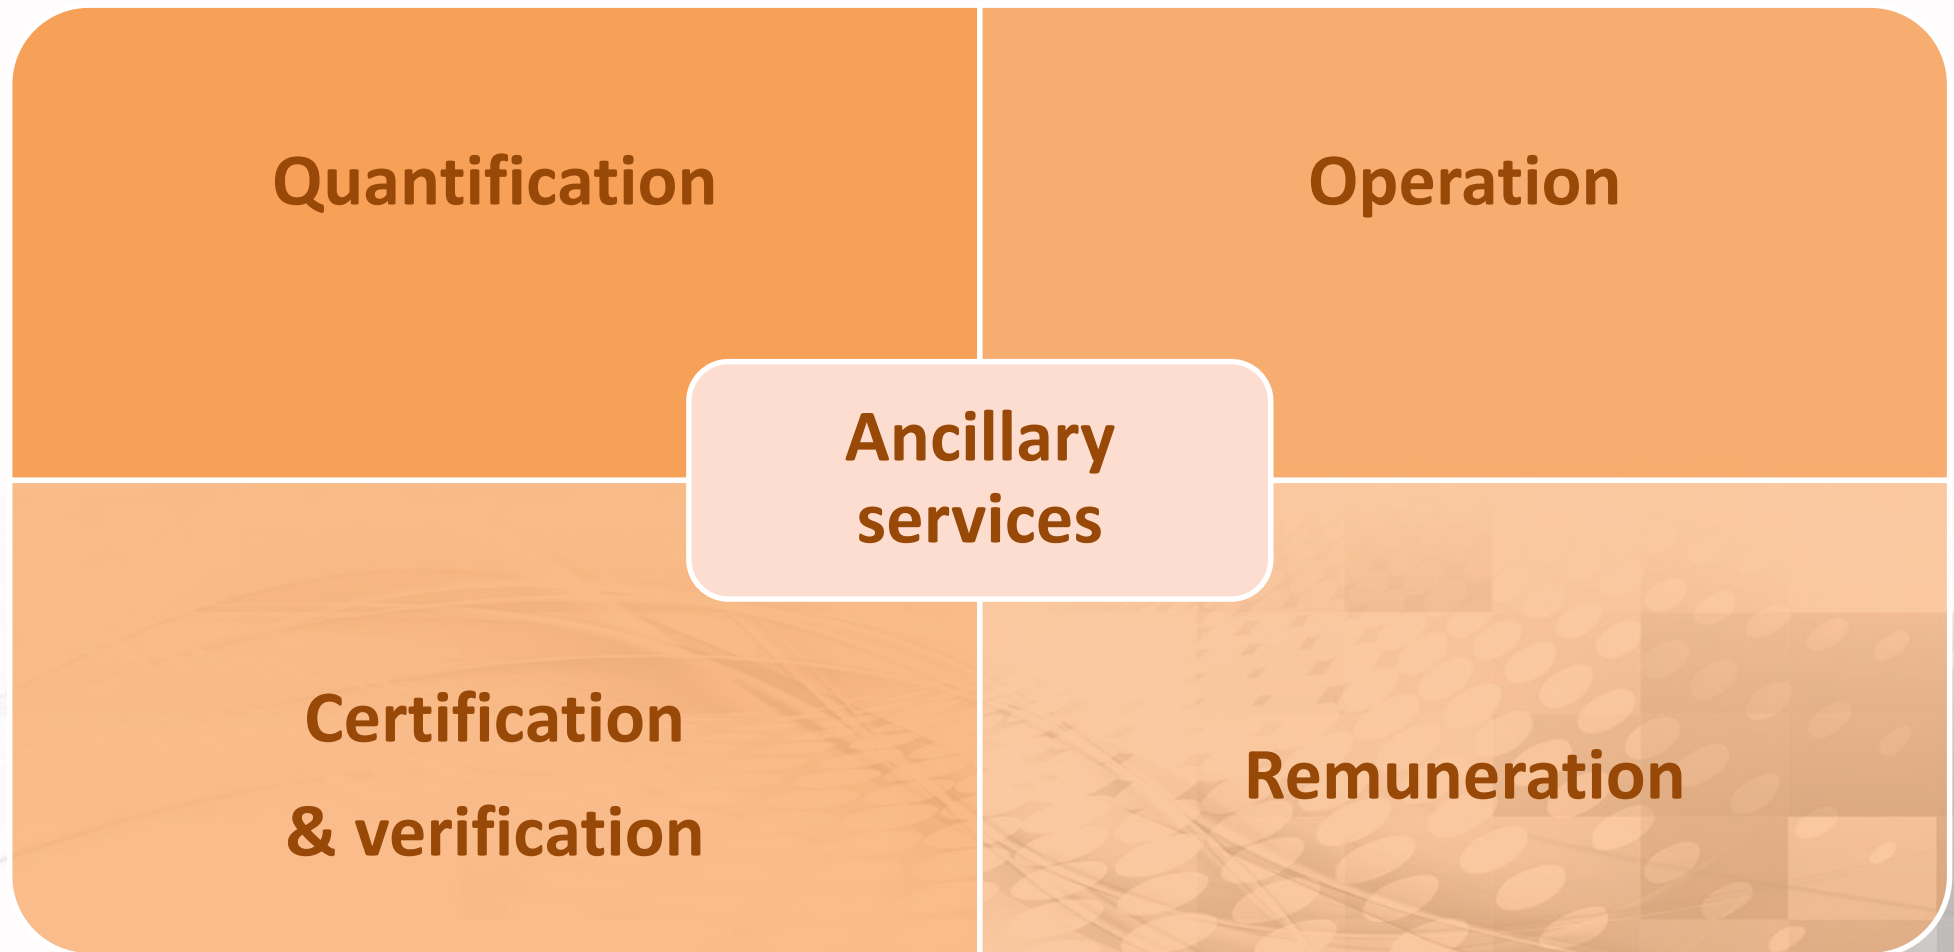 Quantification
Operation
Ancillary
services
Certification
& verification
Remuneration